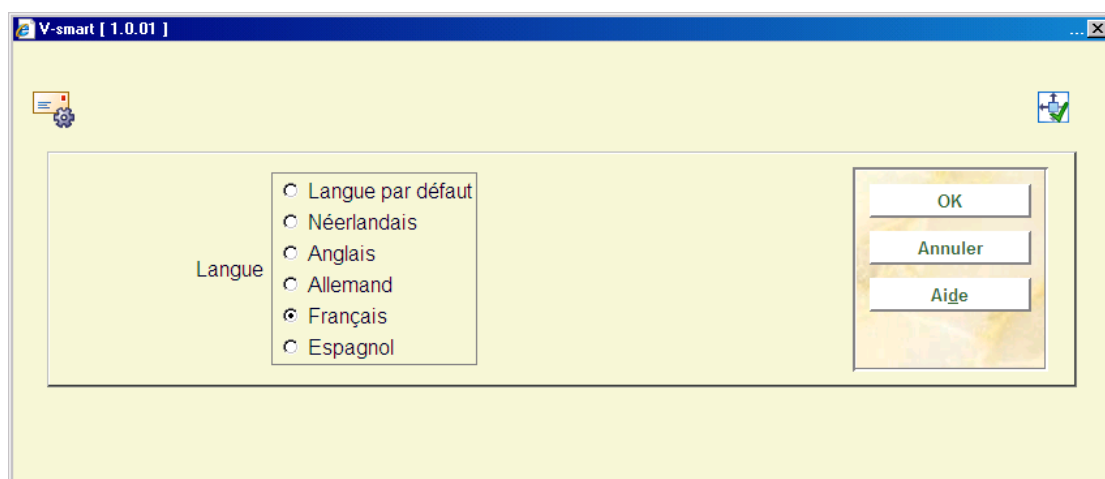 V-smart [ 1.0.01 ]
...
Langue
Langue par défaut
Néerlandais
Anglais
Allemand
Français
Espagnol
OK
Annuler
Aide